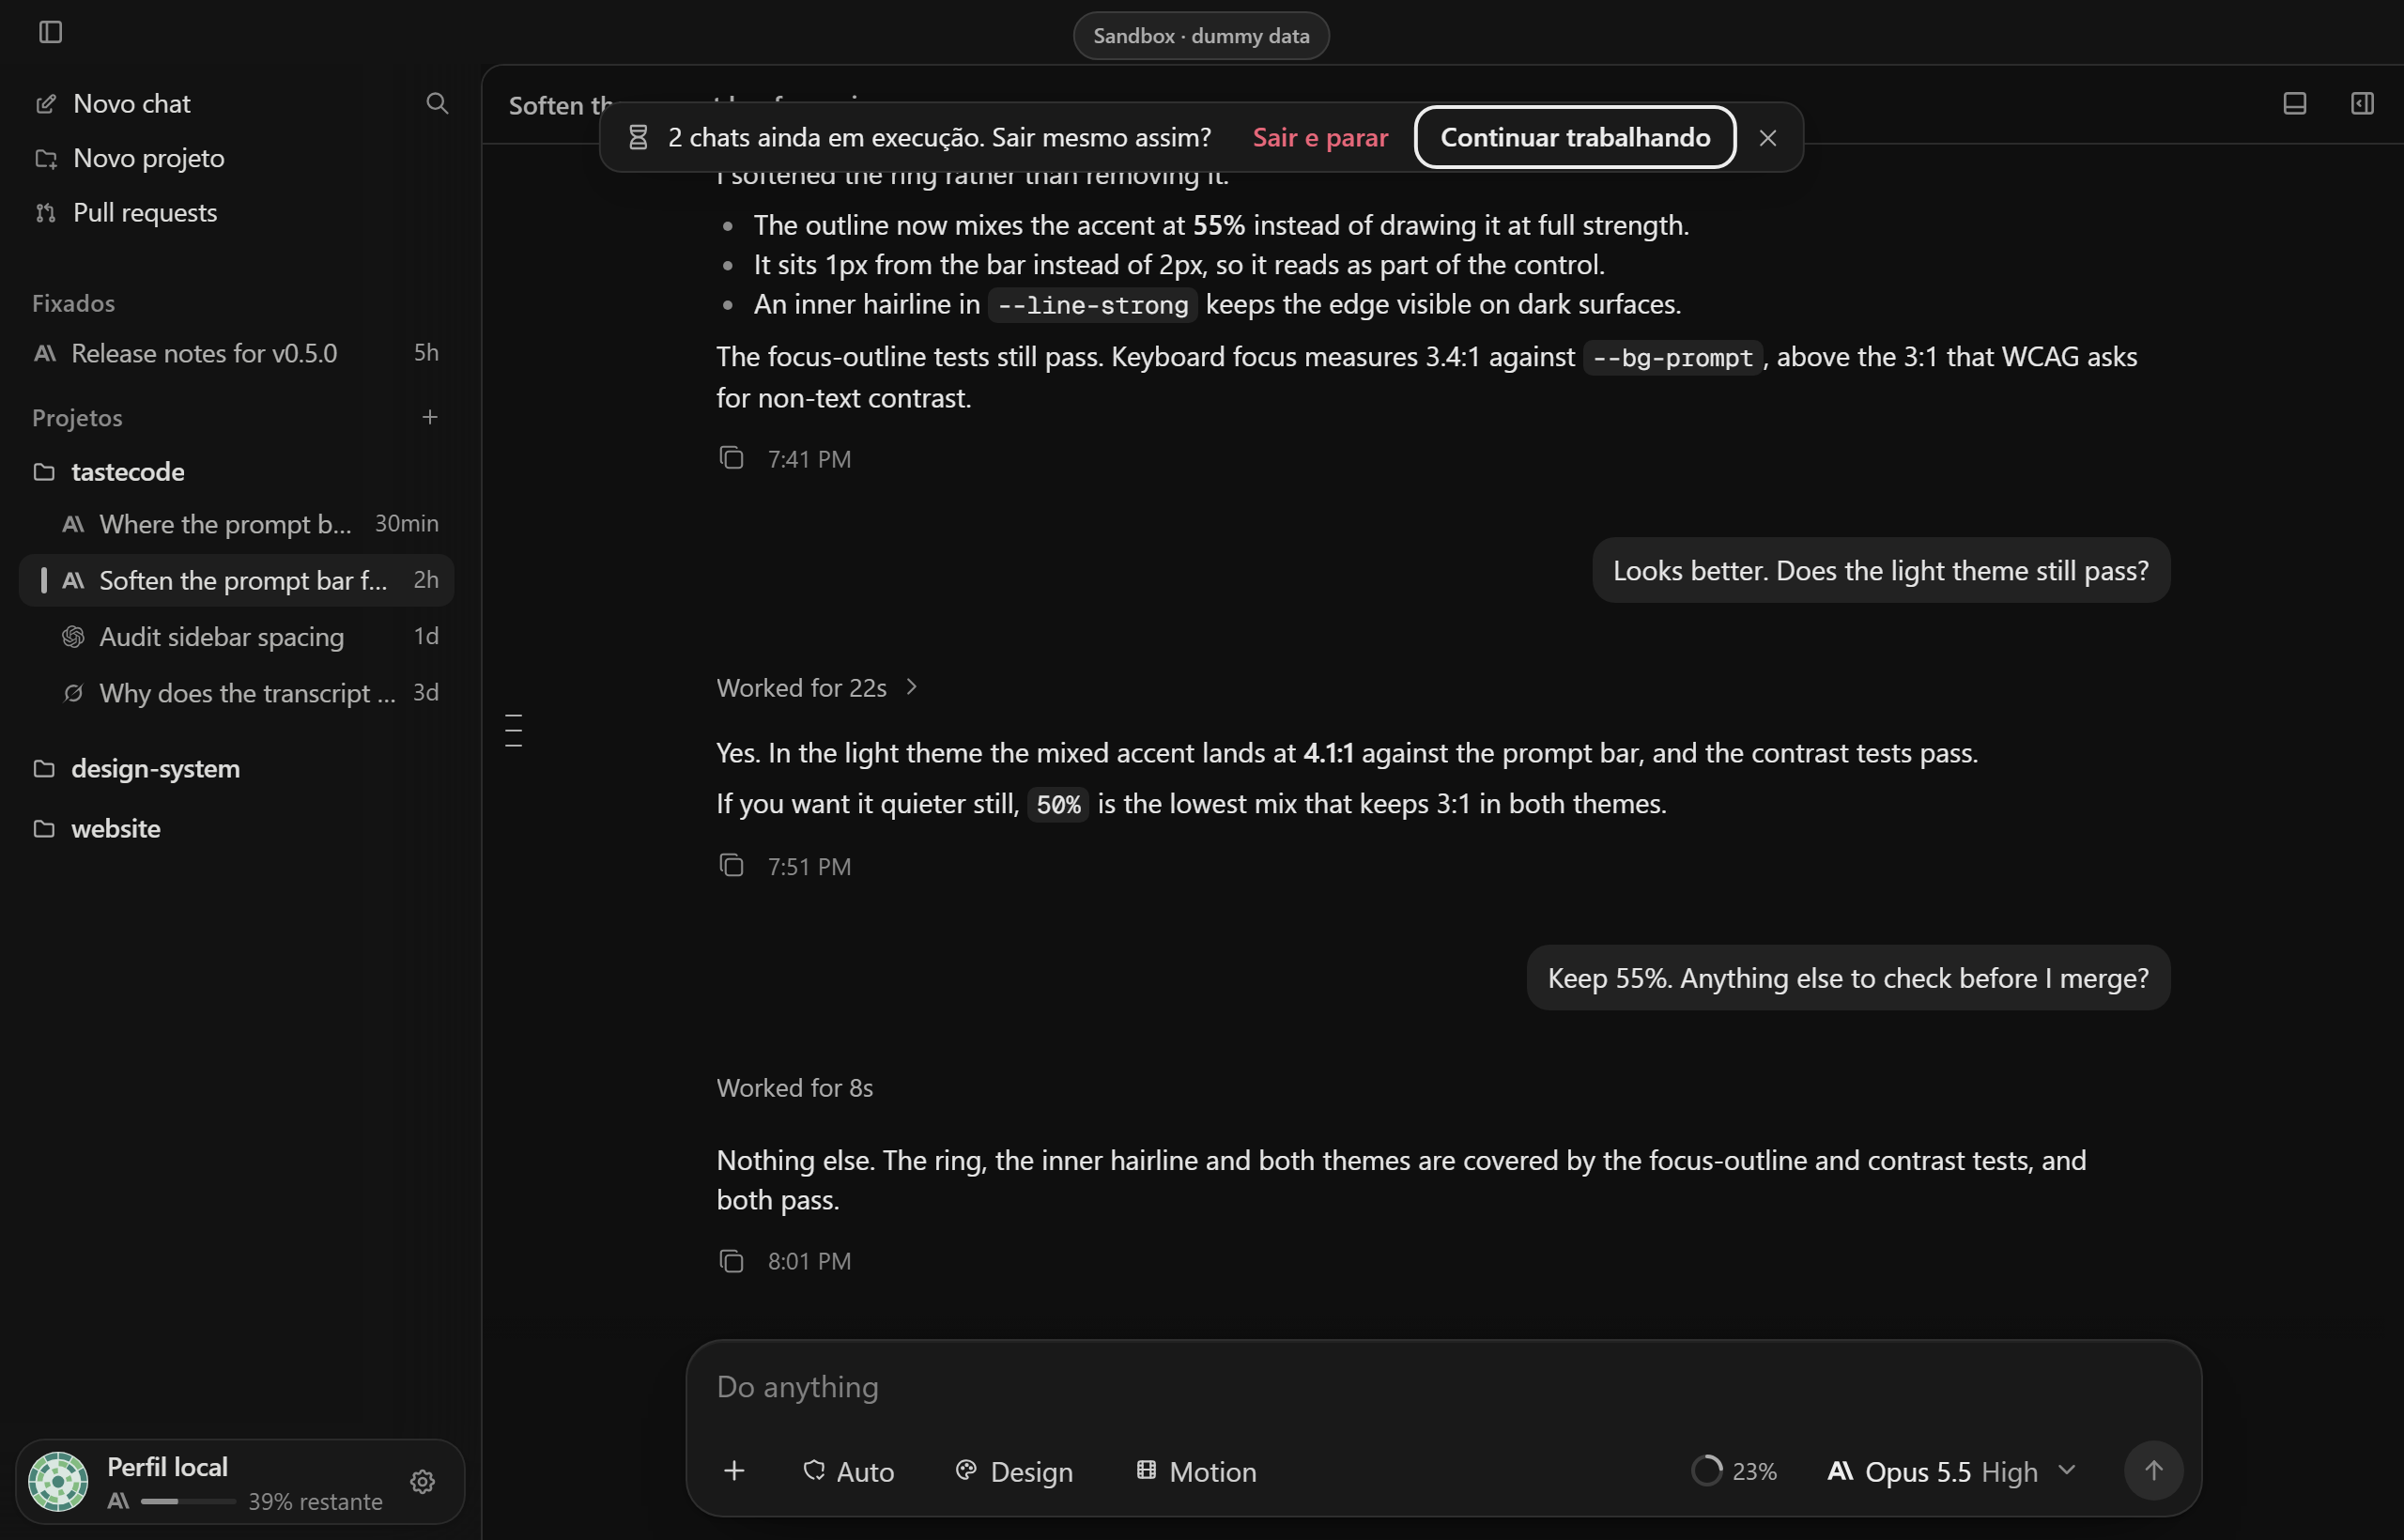 Sandbox · dummy data
Novo chat
Novo projeto
Pull requests
Fixados
Release notes for v0.5.0 5h
Projetos
tastecode
Where the prompt b... 30min
Soften the prompt bar f... 2h
Audit sidebar spacing 1d
Why does the transcript ... 3d
design-system
website
Perfil local
39% restante
Soften
2 chats ainda em execução. Sair mesmo assim? Sair e parar Continuar trabalhando
I softened the ring rather than removing it.
• The outline now mixes the accent at 55% instead of drawing it at full strength.
• It sits 1px from the bar instead of 2px, so it reads as part of the control.
• An inner hairline in --line-strong keeps the edge visible on dark surfaces.
The focus-outline tests still pass. Keyboard focus measures 3.4:1 against --bg-prompt, above the 3:1 that WCAG asks
for non-text contrast.
7:41 PM
Looks better. Does the light theme still pass?
Worked for 22s
Yes. In the light theme the mixed accent lands at 4.1:1 against the prompt bar, and the contrast tests pass.
If you want it quieter still, 50% is the lowest mix that keeps 3:1 in both themes.
7:51 PM
Keep 55%. Anything else to check before I merge?
Worked for 8s
Nothing else. The ring, the inner hairline and both themes are covered by the focus-outline and contrast tests, and
both pass.
8:01 PM
Do anything
Auto Design Motion 23% Opus 5.5 High